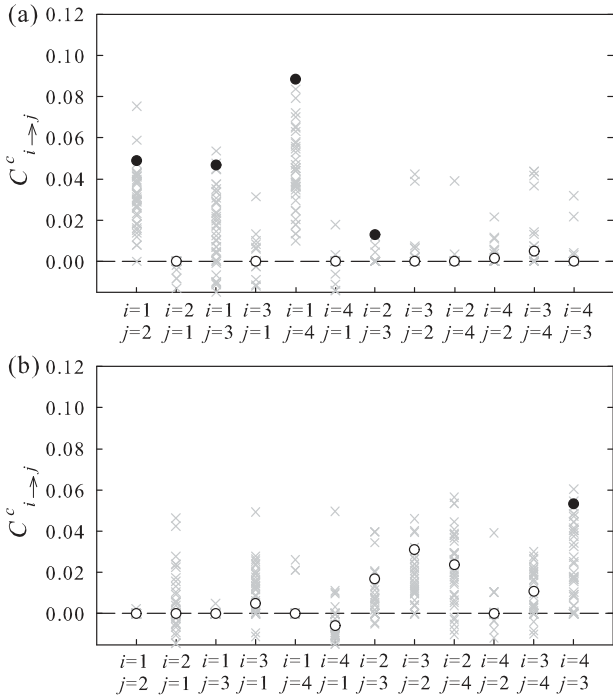 (a)
0.12
0.10
0.08
0.06
0.04
0.02
0.00
C^c_{i→j}
i=1 i=2 i=1 i=3 i=1 i=4 i=2 i=3 i=2 i=4 i=3 i=4
j=2 j=1 j=3 j=1 j=4 j=1 j=3 j=2 j=4 j=2 j=4 j=3
(b)
0.12
0.10
0.08
0.06
0.04
0.02
0.00
C^c_{i→j}
i=1 i=2 i=1 i=3 i=1 i=4 i=2 i=3 i=2 i=4 i=3 i=4
j=2 j=1 j=3 j=1 j=4 j=1 j=3 j=2 j=4 j=2 j=4 j=3